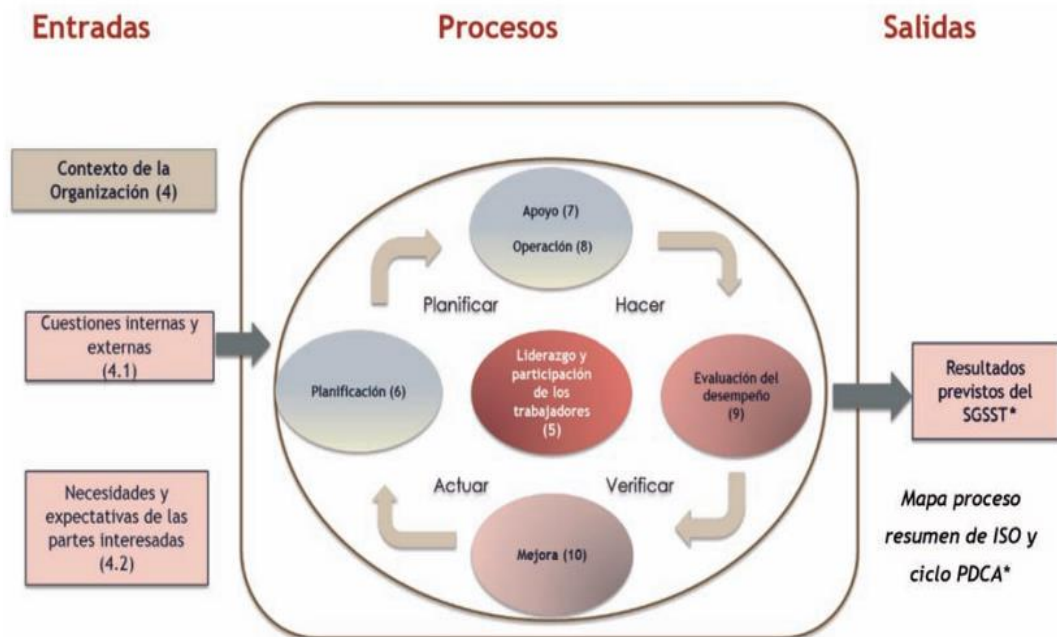 Entradas
Procesos
Salidas
Contexto de la
Organización (4)
Cuestiones internas y
externas
(4.1)
Necesidades y
expectativas de las
partes interesadas
(4.2)
Apoyo (7)
Operación (8)
Planificar
Hacer
Planificación (6)
Liderazgo y
participación
de los
trabajadores
(5)
Evaluación del
desempeño
(9)
Actuar
Verificar
Mejora (10)
Resultados
previstos del
SGSST*
Mapa proceso
resumen de ISO y
ciclo PDCA*